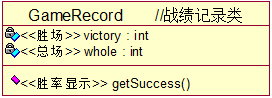 GameRecord //战绩记录类
<<胜场>> victory : int
<<总场>> whole : int
<<胜率显示>> getSuccess()